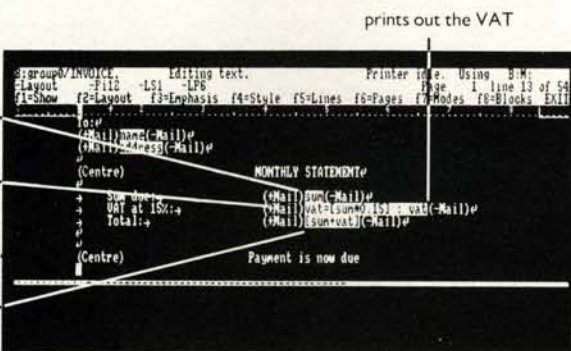 prints out the VAT
group0/INVOICE. Editing text. Printer idle. Using B: M:
-Layout -Pi12 -LS1 -LP6 Page 1 line 13 of 54
f1=Show f2=Layout f3=Emphasis f4=Style f5=Lines f6=Pages f7=Modes f8=Blocks EXIT
To:↵
(+Mail)name(-Mail)↵
(+Mail)address(-Mail)↵
(Centre) MONTHLY STATEMENT↵
→ Sum due:→ (+Mail)sum(-Mail)↵
→ VAT at 15%:→ (+Mail)vat=[sum*0.15] : vat(-Mail)↵
→ Total:→ (+Mail)[sum+vat](-Mail)↵
(Centre) Payment is now due